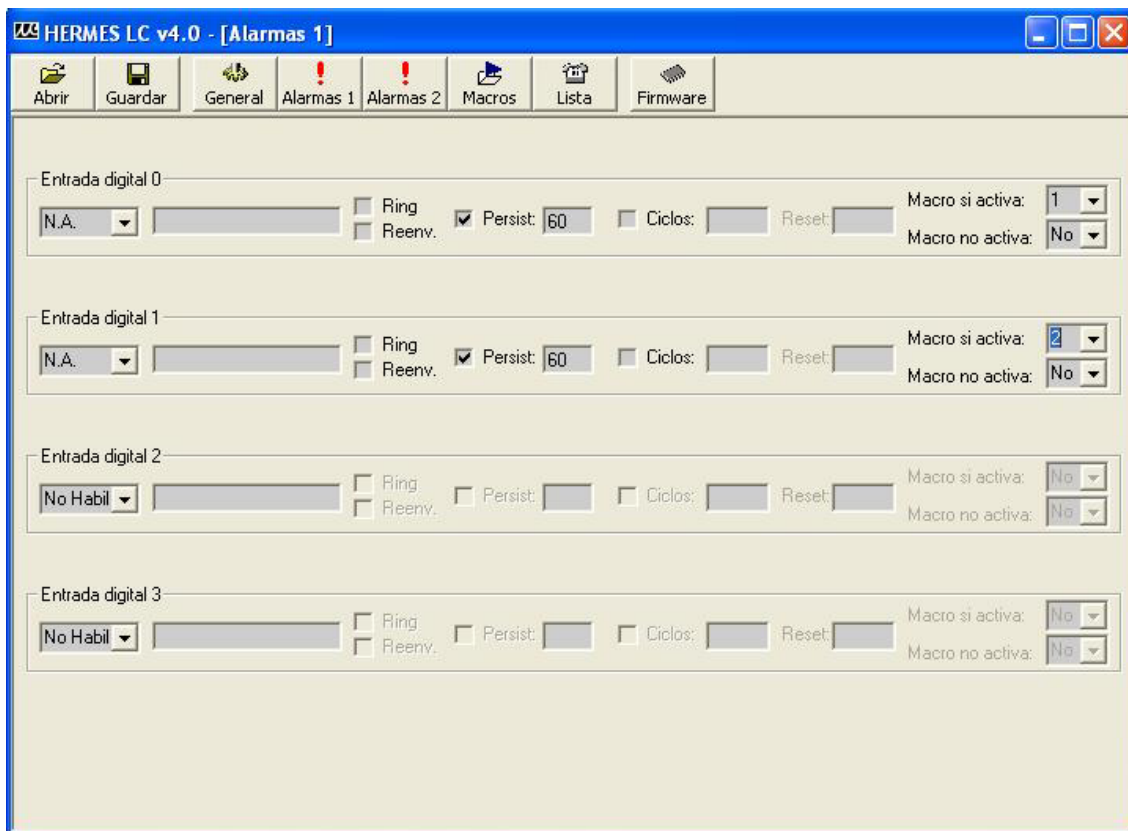 HERMES LC v4.0 - [Alarmas 1]
Abrir Guardar General Alarmas 1 Alarmas 2 Macros Lista Firmware
Entrada digital 0
N.A. Ring Reenv. Persist: 60 Ciclos: Reset: Macro si activa: 1
Macro no activa: No
Entrada digital 1
N.A. Ring Reenv. Persist: 60 Ciclos: Reset: Macro si activa: 2
Macro no activa: No
Entrada digital 2
No Habil Ring Reenv. Persist: Ciclos: Reset: Macro si activa: No
Macro no activa: No
Entrada digital 3
No Habil Ring Reenv. Persist: Ciclos: Reset: Macro si activa: No
Macro no activa: No